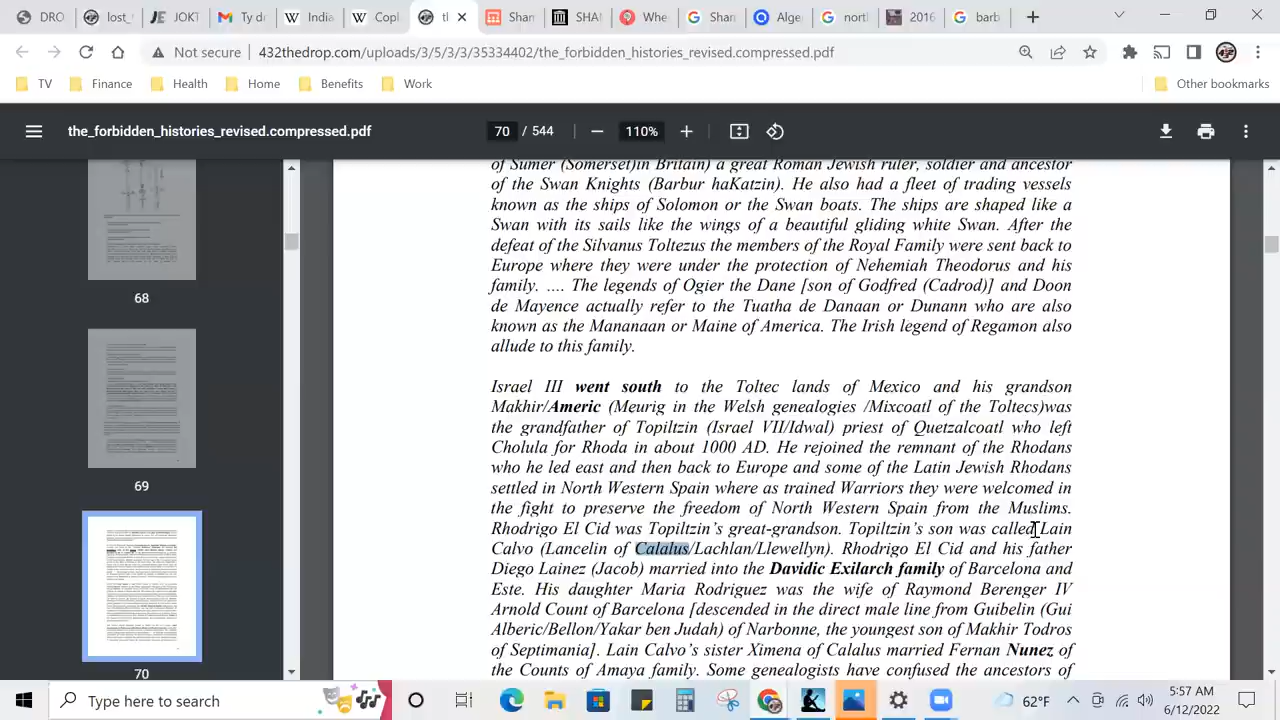 DRO
lost_
JEX
JOKT
Ty d
India
Copi
tl
Shar
SHA
Whe
Shar
Alge
nort
2016
barb
Not secure
432thedrop.com/uploads/3/5/3/3/35334402/the_forbidden_histories_revised.compressed.pdf
TV
Finance
Health
Home
Benefits
Work
Other bookmarks
the_forbidden_histories_revised.compressed.pdf
70 / 544
110%
68
69
70
of Sumer (Somerset)in Britain) a great Roman Jewish ruler, soldier and ancestor
of the Swan Knights (Barbur haKatzin). He also had a fleet of trading vessels
known as the ships of Solomon or the Swan boats. The ships are shaped like a
Swan with its sails like the wings of a beautiful gliding white Swan. After the
defeat of the Silvanus Toltezus the members of the Royal Family were sent back to
Europe where they were under the protection of Nehemiah Theodorus and his
family. .... The legends of Ogier the Dane [son of Godfred (Cadrod)] and Doon
de Mayence actually refer to the Tuatha de Danaan or Dunann who are also
known as the Mananaan or Maine of America. The Irish legend of Regamon also
allude to this family.
Israel III went south to the Toltec lands of Mexico and his grandson
Makhir/Americ (Meurig in the Welsh genealogies /Mixcoatl of the Toltecs)was
the grandfather of Topiltzin (Israel VII/Idwal) priest of Quetzalcoatl who left
Cholula for Rhoda in about 1000 AD. He rejoined the remnant of the Rhodans
who he led east and then back to Europe and some of the Latin Jewish Rhodans
settled in North Western Spain where as trained Warriors they were welcomed in
the fight to preserve the freedom of North Western Spain from the Muslims.
Rhodrigo El Cid was Topiltzin's great-grandson. Topiltzin's son was called Lain
Calvo (Lancelin of Calalus/Lachlan/Llewellyn). Rhodrigo El Cid and his father
Diego Lainez (Jacob) married into the Davidic Exilarch family of Barcelona and
Este. His daughter Maria Rodriguez was the wife of Raymond Berenger IV
Arnold Count of Barcelona [descended in the direct male line from Guibelin (Gui
Albert /Bellon/Yakar ben Judah) of Narbonne, the youngest son of Makhir Todros
of Septimania]. Lain Calvo's sister Ximena of Calalus married Fernan Nunez of
the Counts of Amaya family. Some genealogists have confused the ancestors of
Type here to search
62°F
5:57 AM
6/12/2022